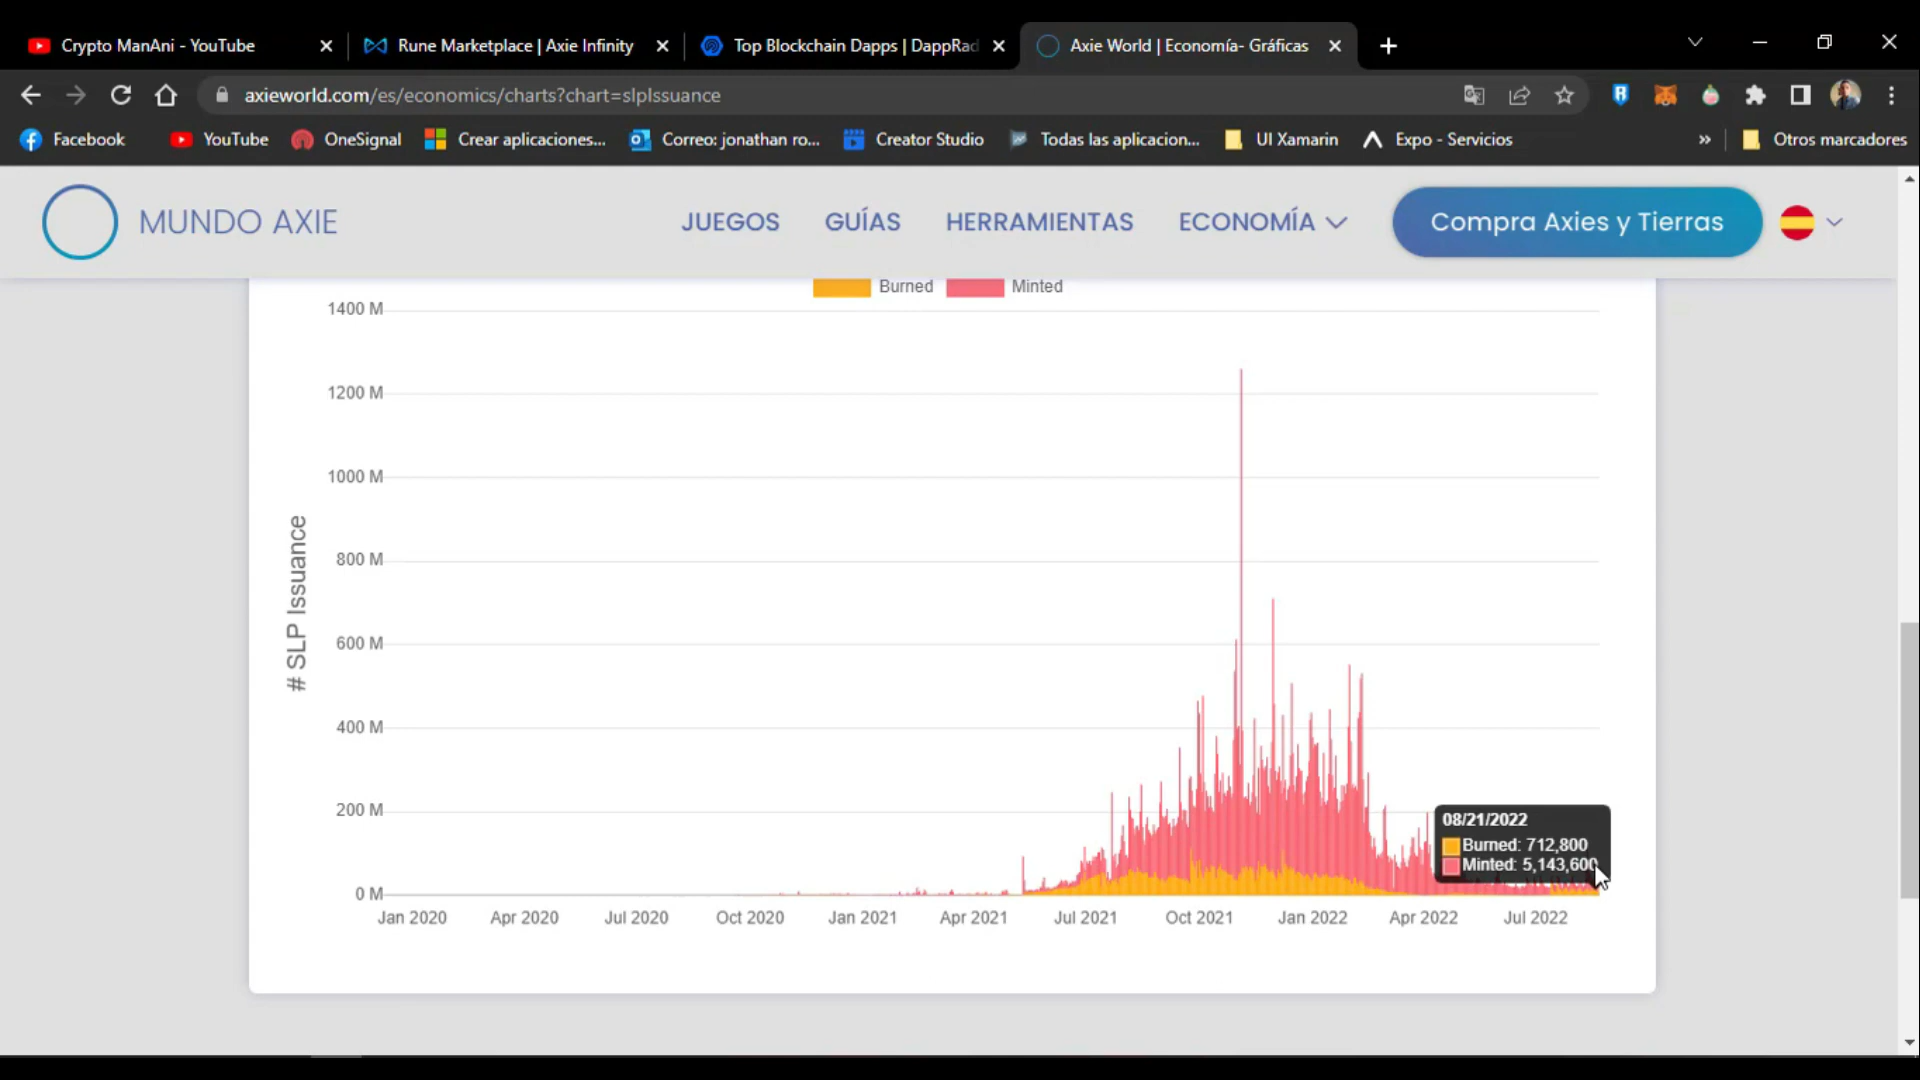 Crypto ManAni - YouTube
Rune Marketplace | Axie Infinity
Top Blockchain Dapps | DappRad
Axie World | Economía- Gráficas
axieworld.com/es/economics/charts?chart=slpIssuance
Facebook
YouTube
OneSignal
Crear aplicaciones...
Correo: jonathan ro...
Creator Studio
Todas las aplicacion...
UI Xamarin
Expo - Servicios
»
Otros marcadores
MUNDO AXIE
JUEGOS
GUÍAS
HERRAMIENTAS
ECONOMÍA
Compra Axies y Tierras
Burned
Minted
1400 M
1200 M
1000 M
800 M
600 M
400 M
200 M
0 M
# SLP Issuance
08/21/2022
Burned: 712,800
Minted: 5,143,600
Jan 2020
Apr 2020
Jul 2020
Oct 2020
Jan 2021
Apr 2021
Jul 2021
Oct 2021
Jan 2022
Apr 2022
Jul 2022